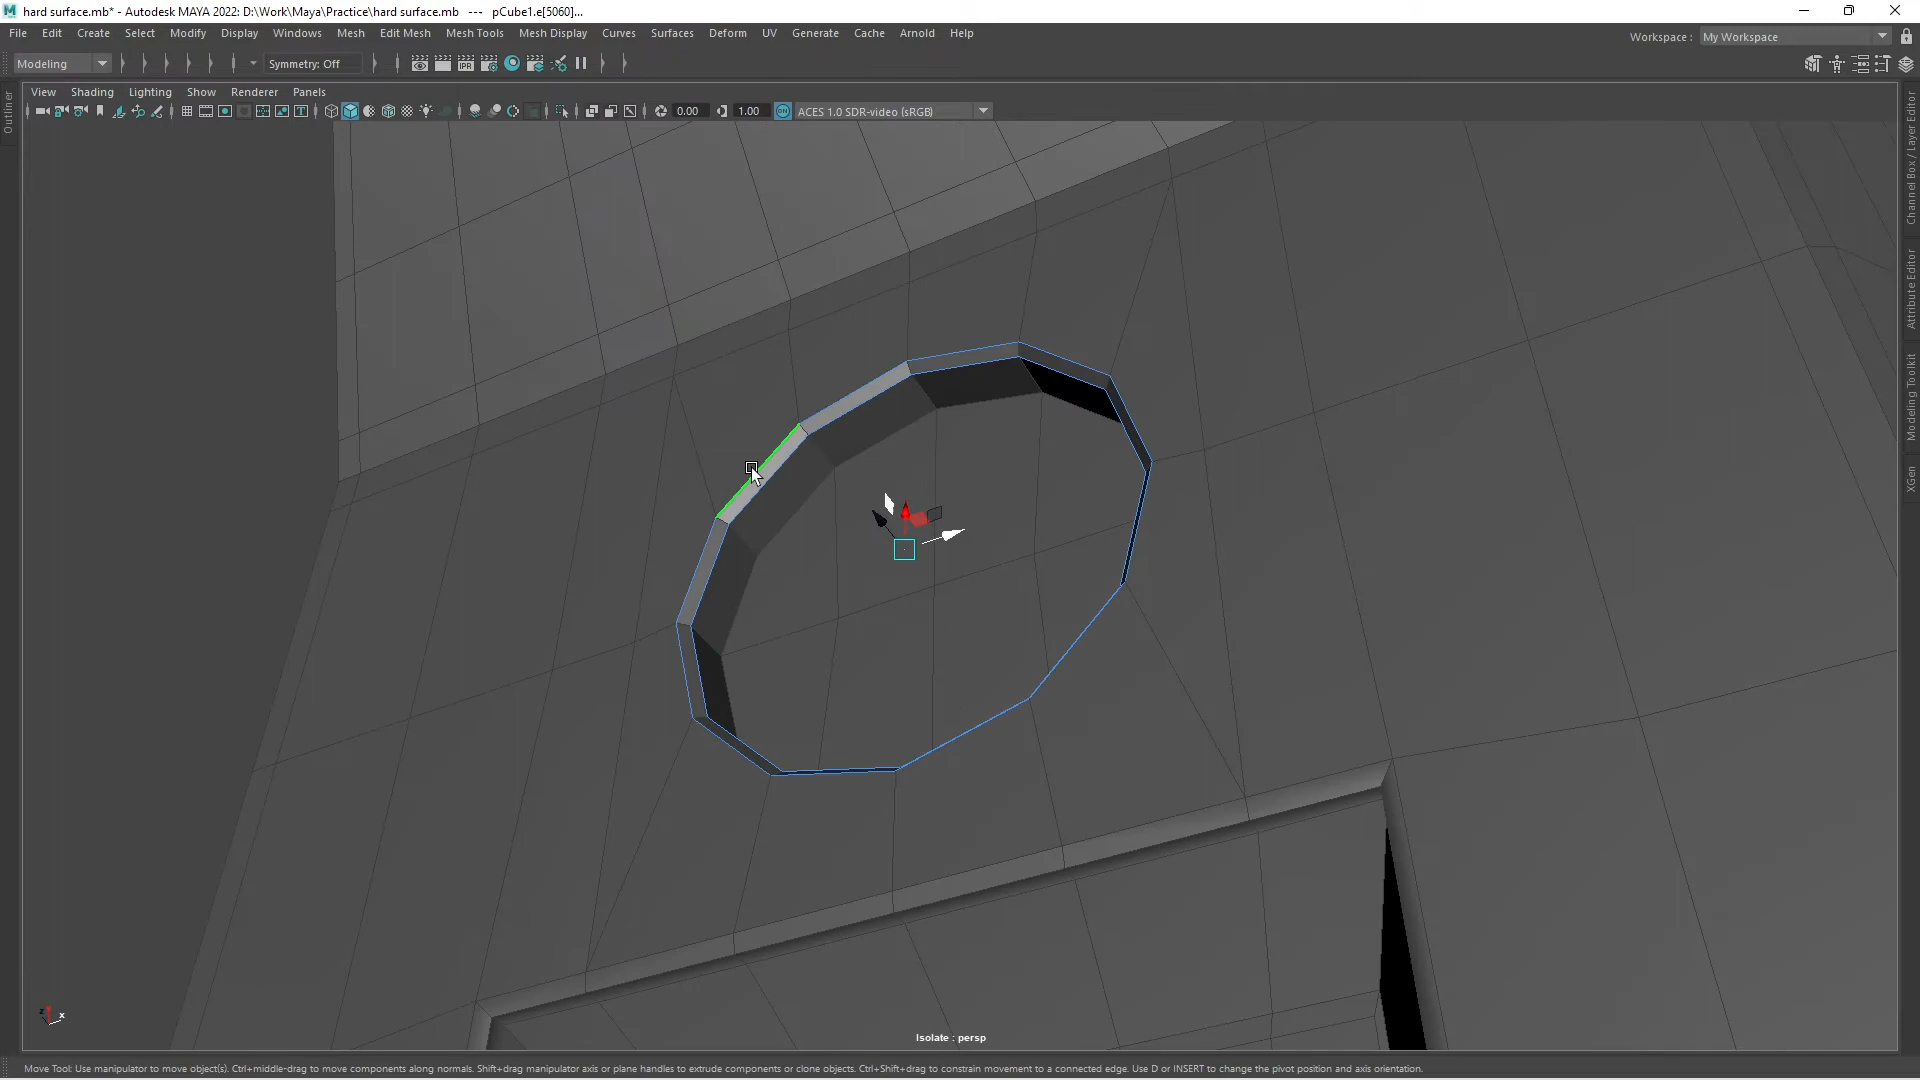 hard surface.mb* - Autodesk MAYA 2022: D:\Work\Maya\Practice\hard surface.mb   ---   pCube1.e[5060]...
File Edit Create Select Modify Display Windows Mesh Edit Mesh Mesh Tools Mesh Display Curves Surfaces Deform UV Generate Cache Arnold Help
Workspace : My Workspace
Modeling
Symmetry: Off
IPR
View Shading Lighting Show Renderer Panels
0.00
1.00
ON
ACES 1.0 SDR-video (sRGB)
Outliner
Channel Box / Layer Editor
Attribute Editor
Modeling Toolkit
XGen
z
x
Isolate : persp
Move Tool: Use manipulator to move object(s). Ctrl+middle-drag to move components along normals. Shift+drag manipulator axis or plane handles to extrude components or clone objects. Ctrl+Shift+drag to constrain movement to a connected edge. Use D or INSERT to change the pivot position and axis orientation.